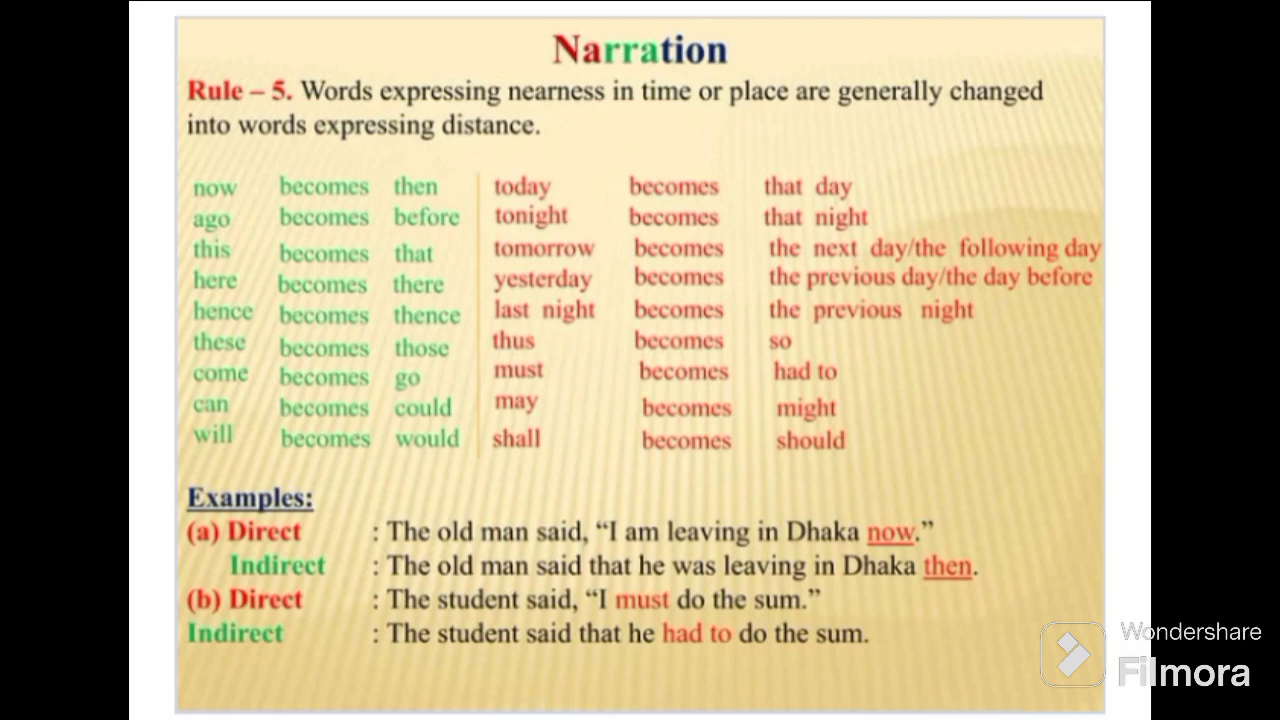 Narration
Rule – 5. Words expressing nearness in time or place are generally changed
into words expressing distance.
now becomes then today becomes that day
ago becomes before tonight becomes that night
this becomes that tomorrow becomes the next day/the following day
here becomes there yesterday becomes the previous day/the day before
hence becomes thence last night becomes the previous night
these becomes those thus becomes so
come becomes go must becomes had to
can becomes could may becomes might
will becomes would shall becomes should
Examples:
(a) Direct : The old man said, “I am leaving in Dhaka now.”
Indirect : The old man said that he was leaving in Dhaka then.
(b) Direct : The student said, “I must do the sum.”
Indirect : The student said that he had to do the sum.
Wondershare
Filmora